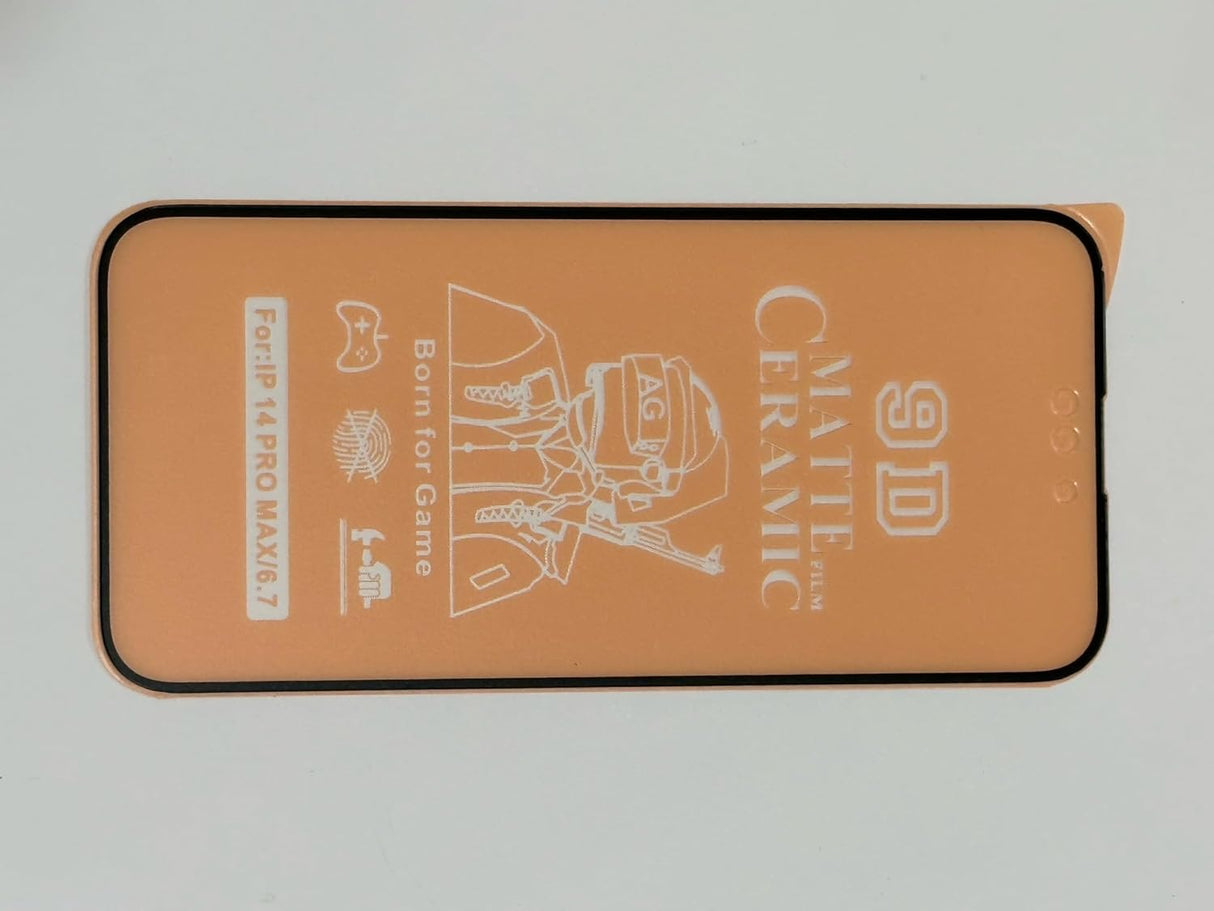 9D
MATTE FILM
CERAMIC
AG
Born for Game
For:IP 14 PRO MAX/6.7